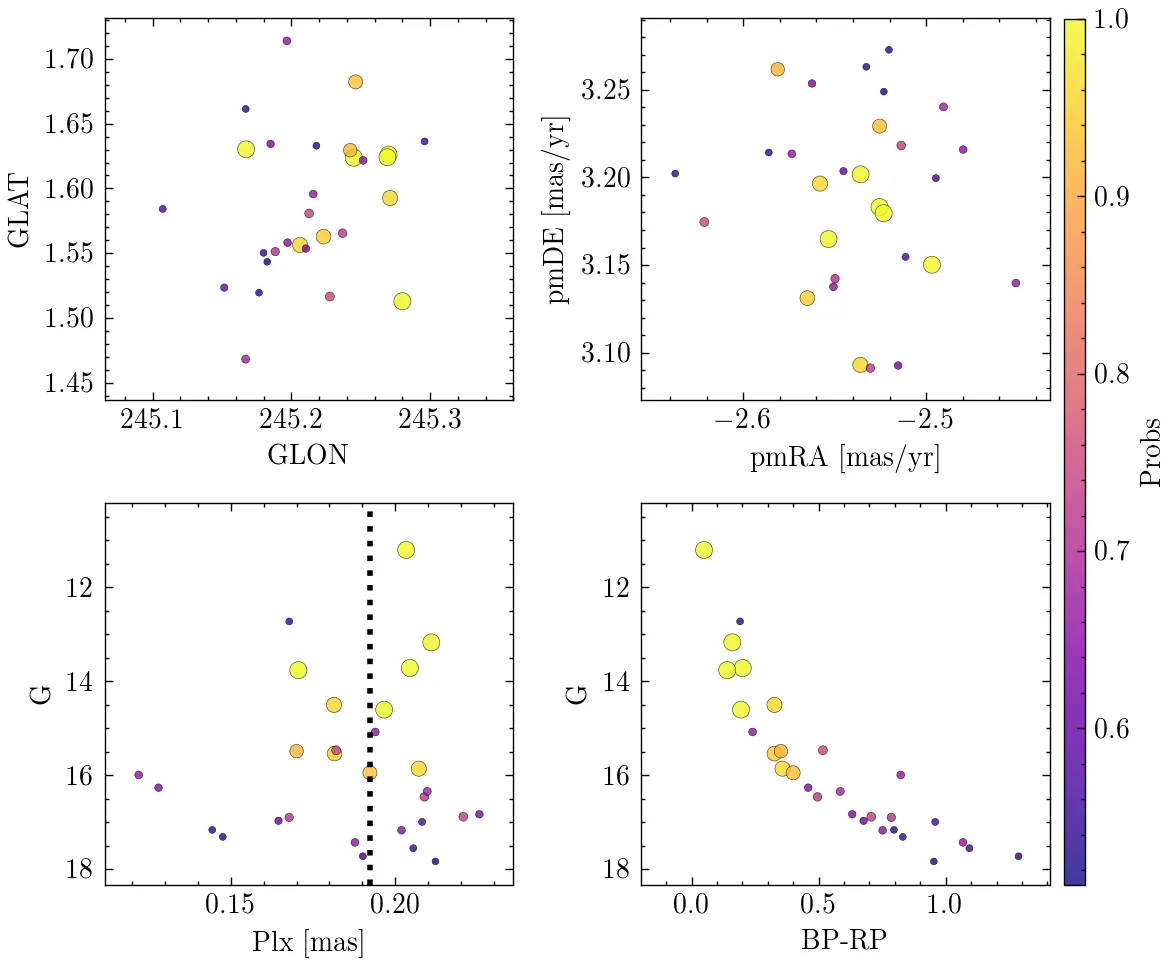 1.70
1.65
1.60
1.55
1.50
1.45
GLAT
245.1 245.2 245.3
GLON
3.25
3.20
3.15
3.10
pmDE [mas/yr]
−2.6 −2.5
pmRA [mas/yr]
1.0
0.9
0.8
0.7
0.6
Probs
12
14
16
18
G
0.15 0.20
Plx [mas]
12
14
16
18
G
0.0 0.5 1.0
BP-RP